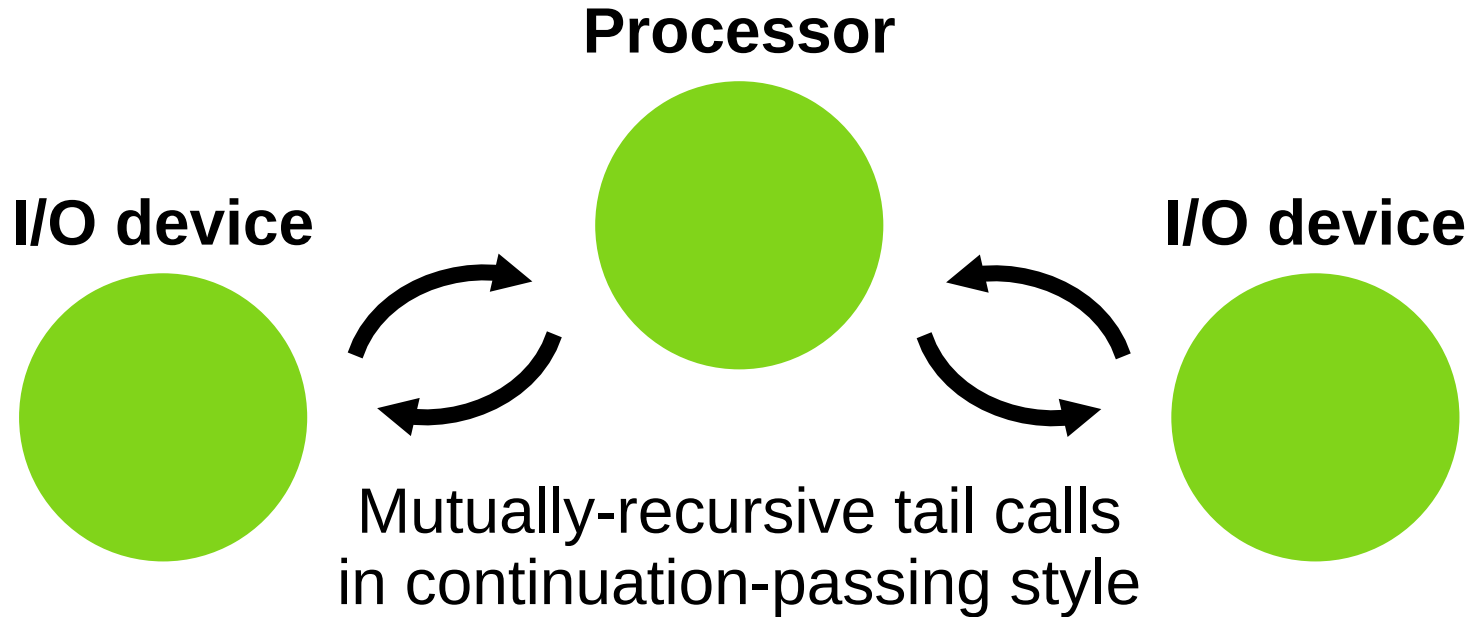 Processor
I/O device
I/O device
Mutually-recursive tail calls
in continuation-passing style